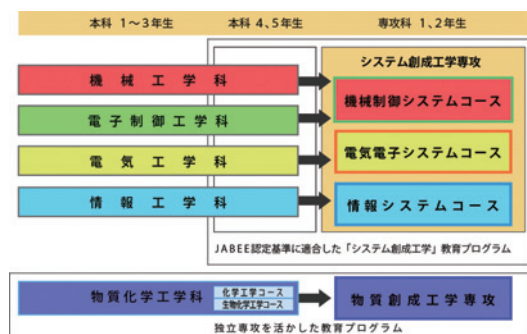 本科 1〜3年生
本科 4、5年生
専攻科 1、2年生
システム創成工学専攻
機械工学科
機械制御システムコース
電子制御工学科
電気工学科
電気電子システムコース
情報工学科
情報システムコース
JABEE認定基準に適合した「システム創成工学」教育プログラム
物質化学工学科
化学工学コース
生物化学工学コース
物質創成工学専攻
独立専攻を活かした教育プログラム